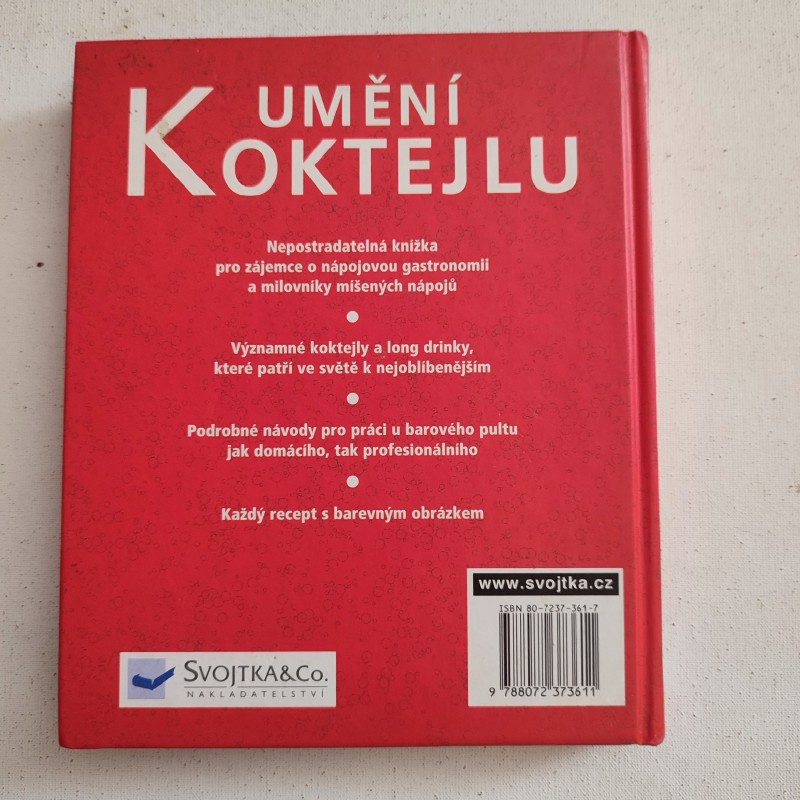 UMĚNÍ
KOKTEJLU
Nepostradatelná knížka
pro zájemce o nápojovou gastronomii
a milovníky míšených nápojů
Významné koktejly a long drinky,
které patří ve světě k nejoblíbenějším
Podrobné návody pro práci u barového pultu
jak domácího, tak profesionálního
Každý recept s barevným obrázkem
www.svojtka.cz
ISBN 80-7237-361-7
9 788072 373611
SVOJTKA&CO.
NAKLADATELSTVÍ